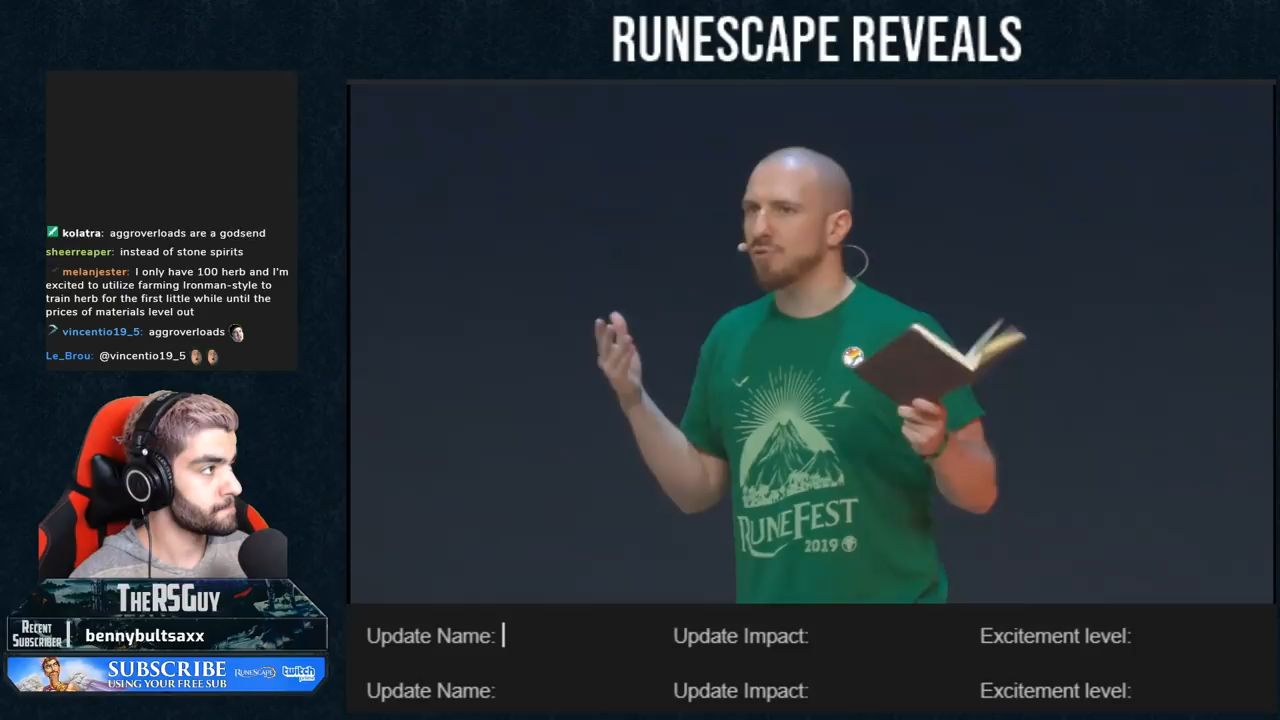 RUNESCAPE REVEALS
kolatra: aggroverloads are a godsend
sheerreaper: instead of stone spirits
melanjester: I only have 100 herb and I'm
excited to utilize farming Ironman-style to
train herb for the first little while until the
prices of materials level out
vincentio19_5: aggroverloads
Le_Brou: @vincentio19_5
RUNEFEST
2019
THERSGUY
RECENT
SUBSCRIBER
bennybultsaxx
SUBSCRIBE
USING YOUR FREE SUB
RUNESCAPE
twitch
prime
Update Name: Update Impact: Excitement level:
Update Name: Update Impact: Excitement level: